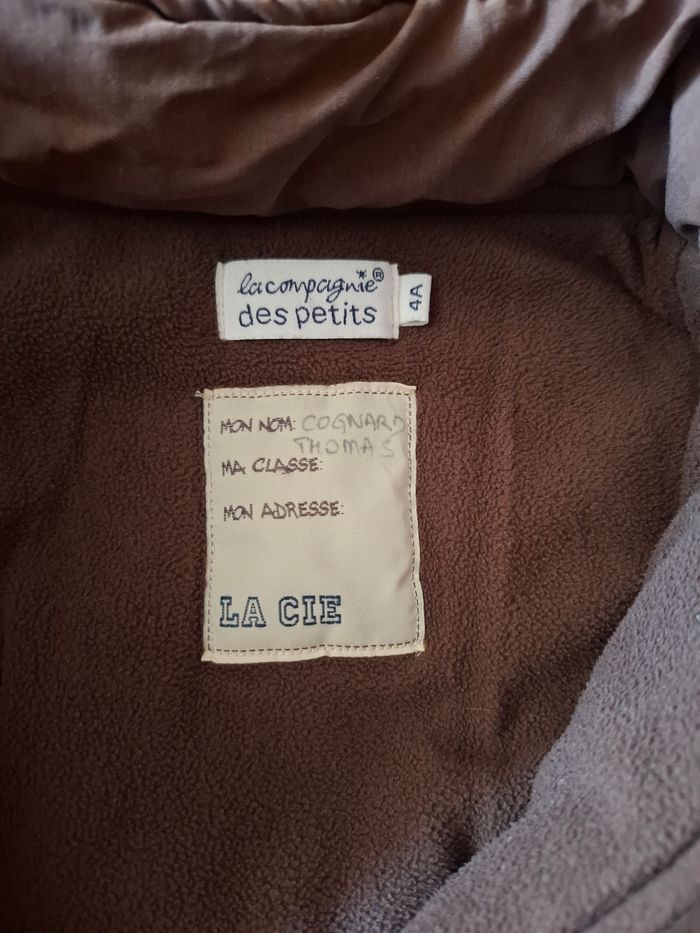 lacompagnie®
des petits
4A
MON NOM: COGNARD
THOMAS
MA CLASSE:
MON ADRESSE:
LA CIE